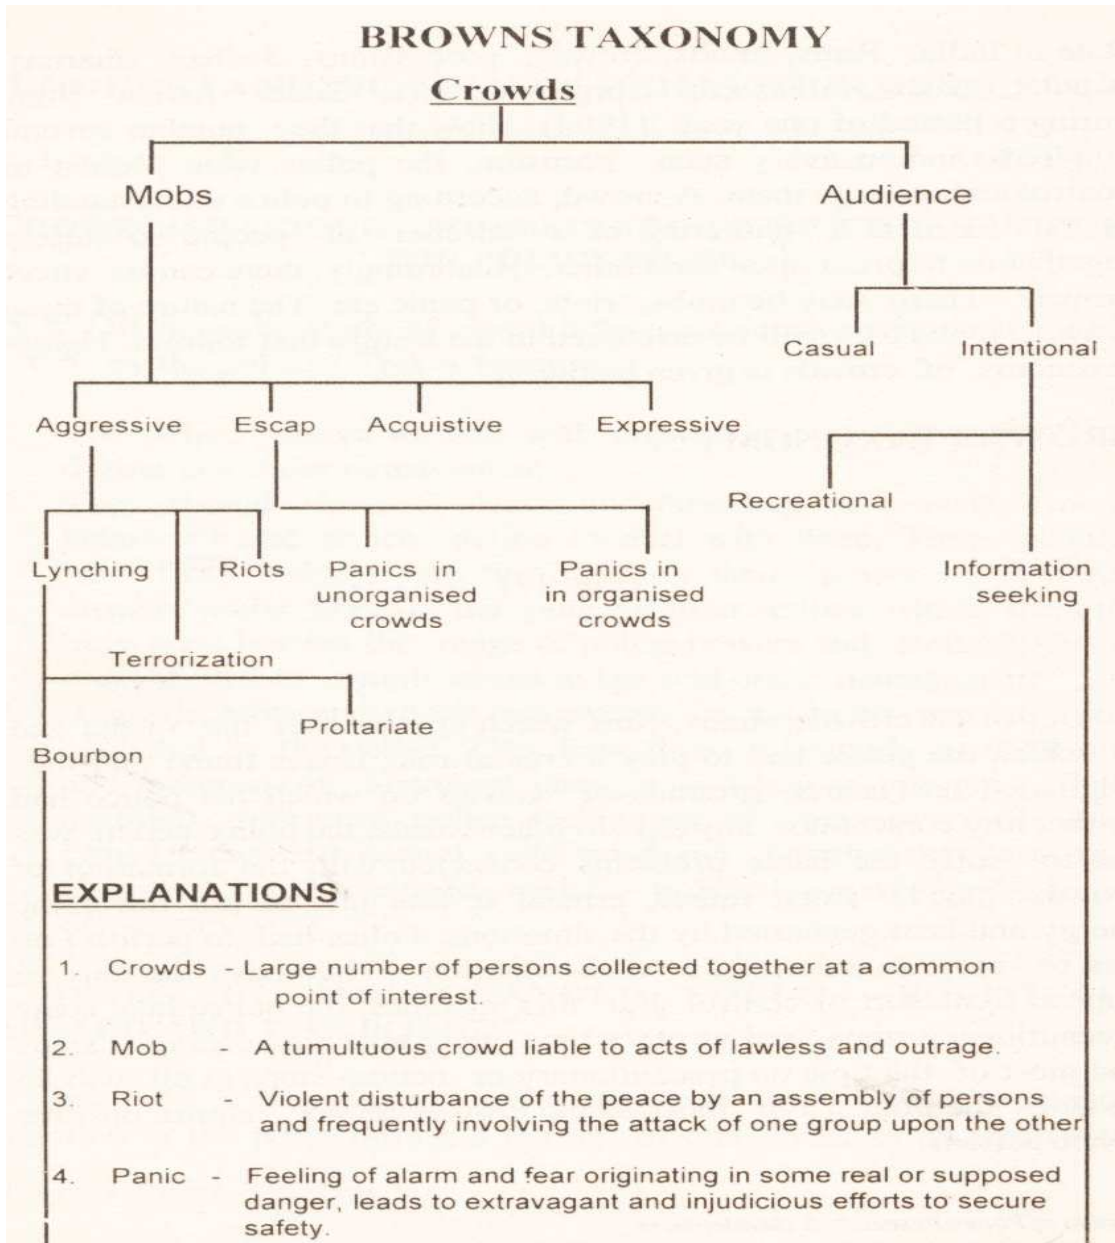 BROWNS TAXONOMY
Crowds
Mobs Audience
Casual Intentional
Aggressive Escap Acquistive Expressive
Recreational
Lynching Riots Panics in unorganised crowds Panics in in organised crowds Information seeking
Terrorization
Proltariate
Bourbon
EXPLANATIONS
1. Crowds - Large number of persons collected together at a common
point of interest.
2. Mob - A tumultuous crowd liable to acts of lawless and outrage.
3. Riot - Violent disturbance of the peace by an assembly of persons
and frequently involving the attack of one group upon the other
4. Panic - Feeling of alarm and fear originating in some real or supposed
danger, leads to extravagant and injudicious efforts to secure
safety.